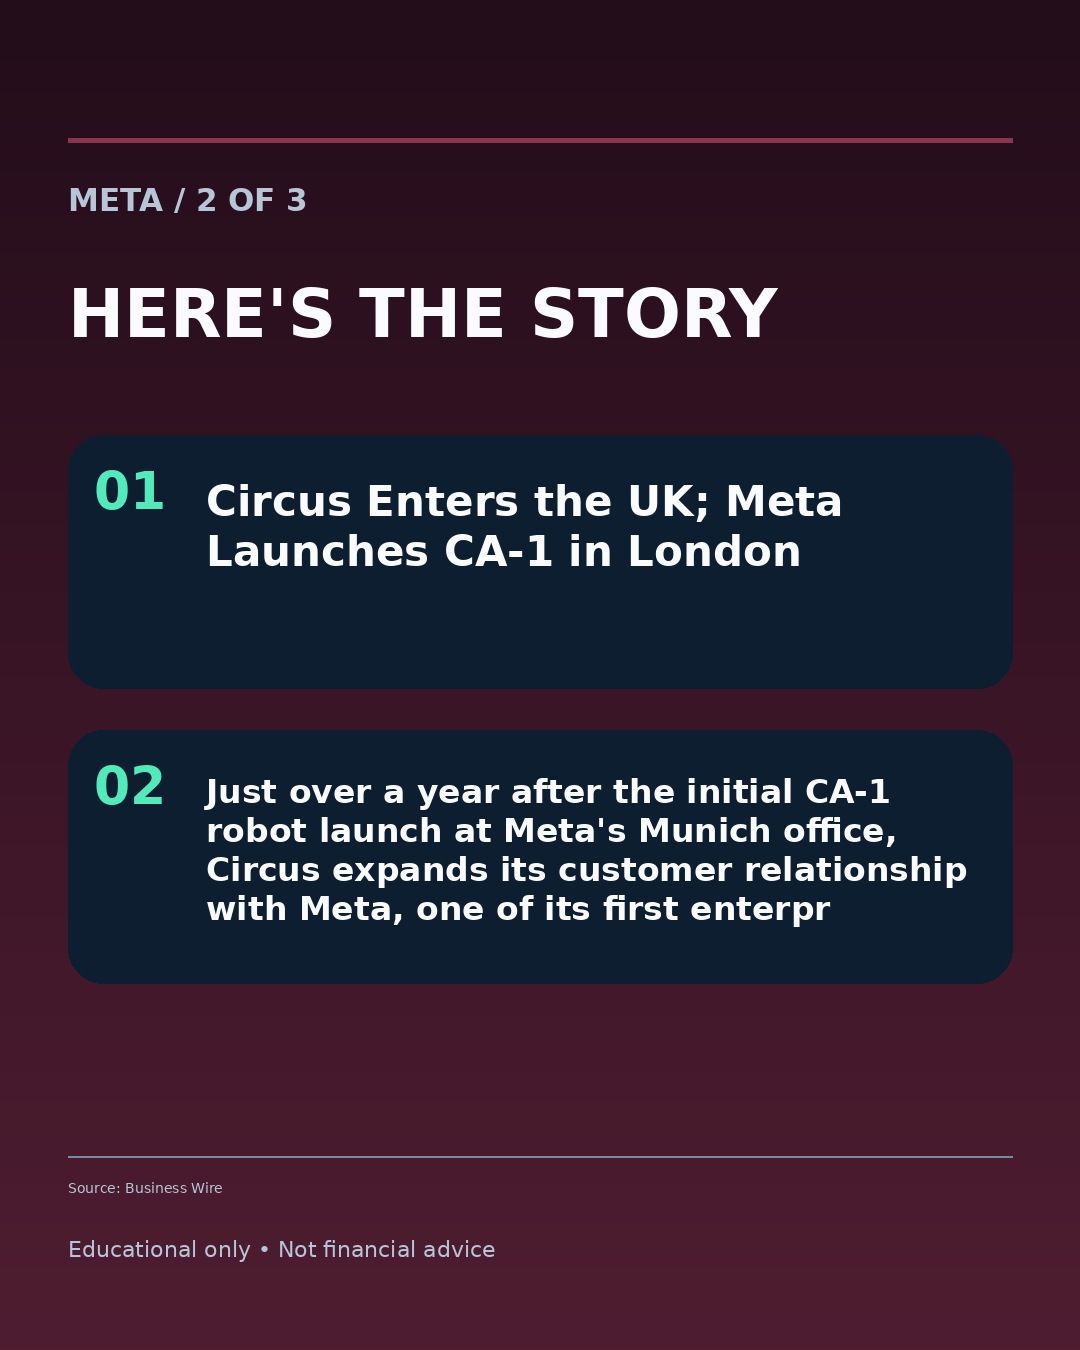 META / 2 OF 3
HERE'S THE STORY
01
Circus Enters the UK; Meta
Launches CA-1 in London
02
Just over a year after the initial CA-1
robot launch at Meta's Munich office,
Circus expands its customer relationship
with Meta, one of its first enterpr
Source: Business Wire
Educational only • Not financial advice